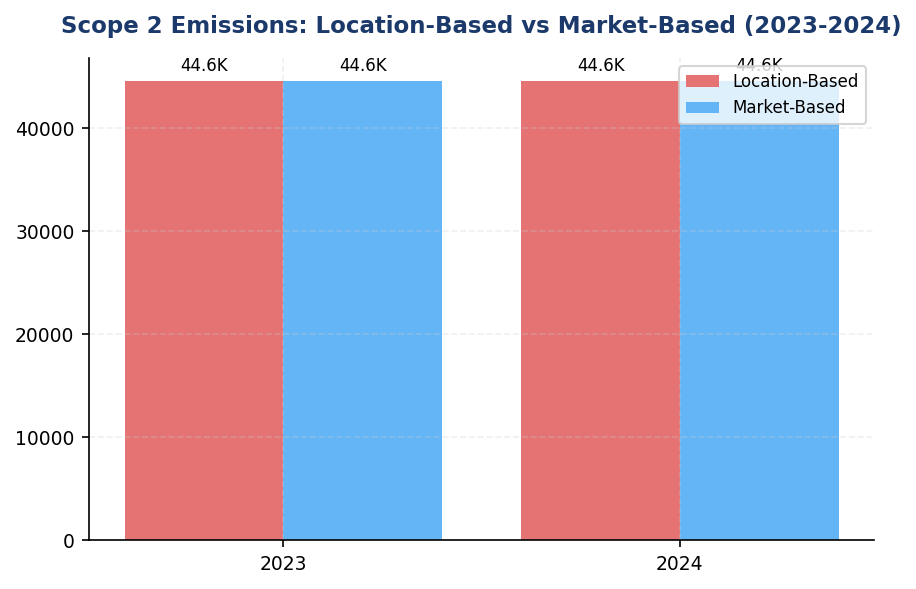 Scope 2 Emissions: Location-Based vs Market-Based (2023-2024)
44.6K 44.6K 44.6K 44.6K
Location-Based
Market-Based
40000
30000
20000
10000
0
2023 2024